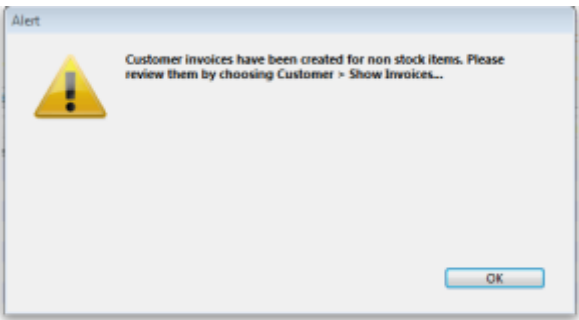 Alert
Customer invoices have been created for non stock items. Please
review them by choosing Customer > Show Invoices...
OK